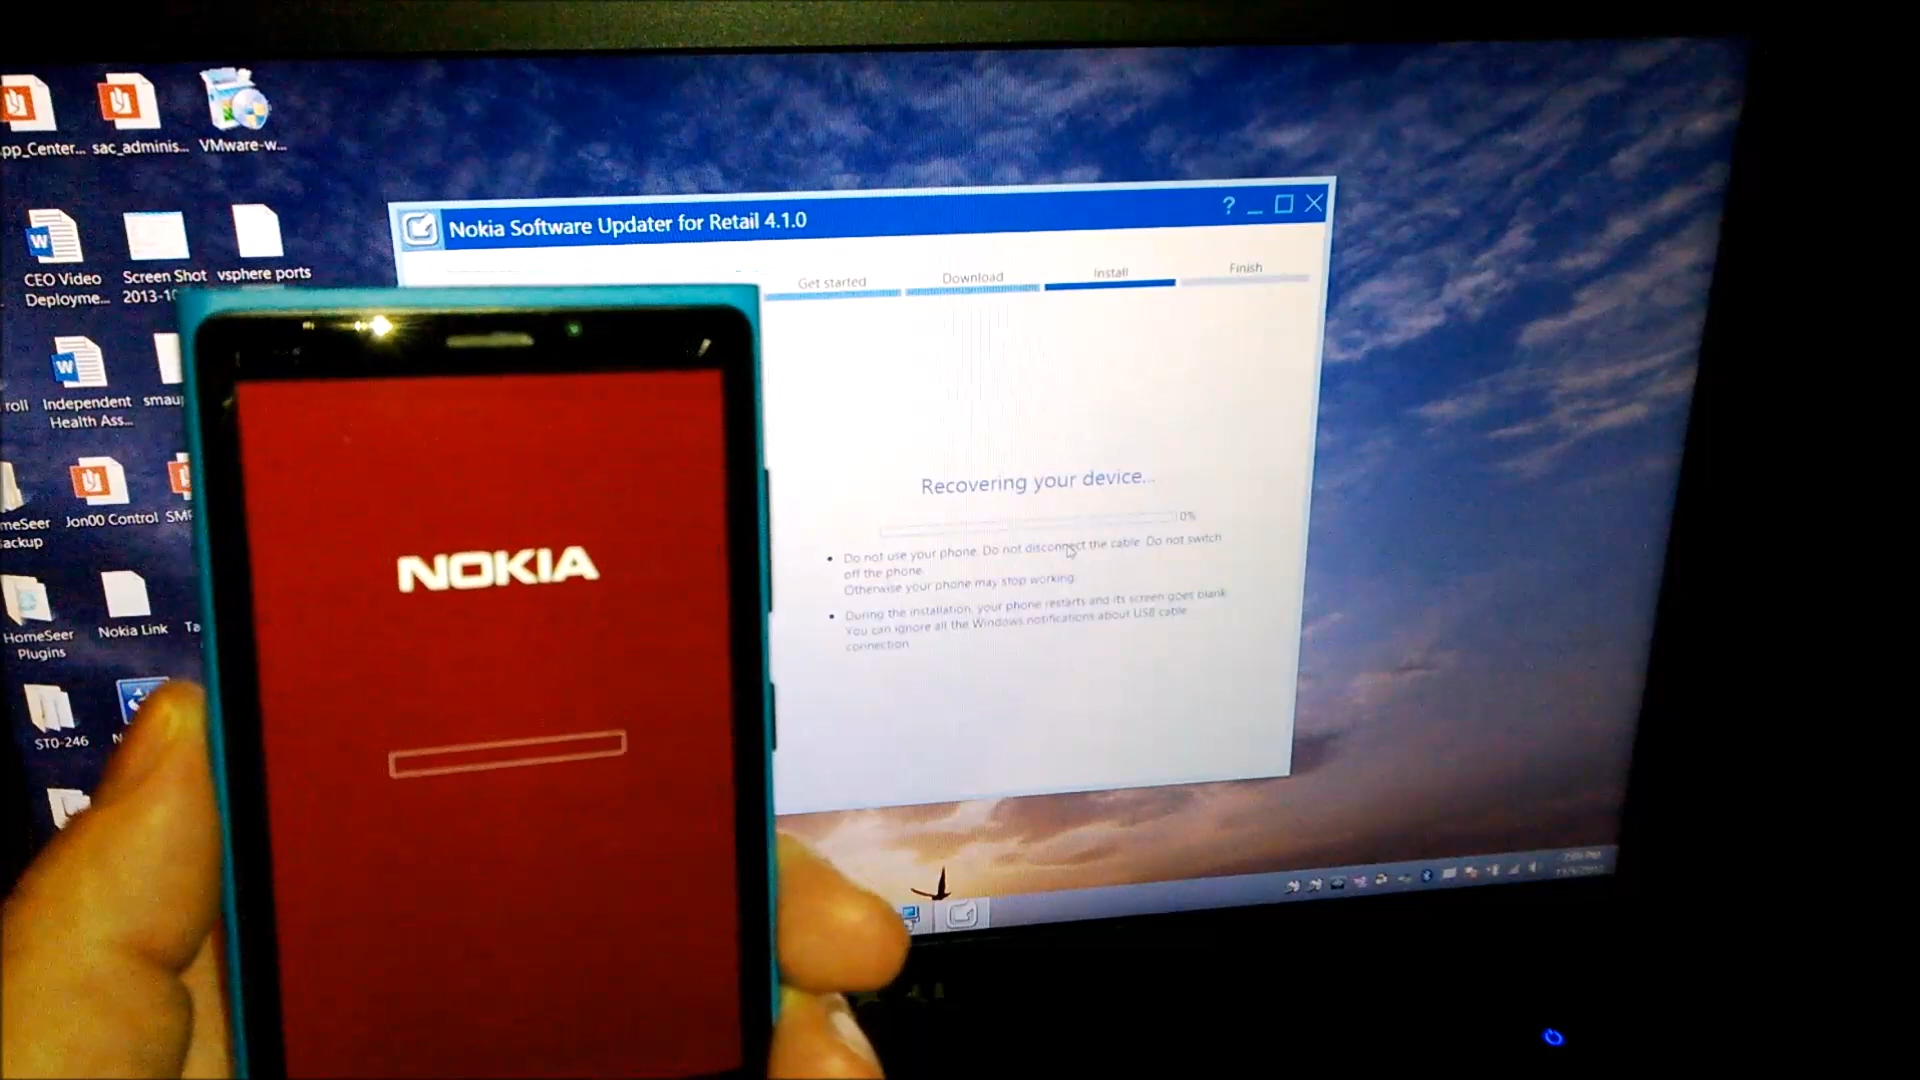 pp_Center... sac_adminis... VMware-w...
Nokia Software Updater for Retail 4.1.0
?
Get started
Download
Install
Finish
CEO Video
Deployme...
Screen Shot
2013-10
vsphere ports
roll
Independent
Health Ass...
smau
Recovering your device...
0%
Do not use your phone. Do not disconnect the cable. Do not switch
off the phone.
Otherwise your phone may stop working.
During the installation, your phone restarts and its screen goes blank.
You can ignore all the Windows notifications about USB cable
connection.
meSeer
ackup
Jon00 Control
NOKIA
HomeSeer
Plugins
Nokia Link
Ta
STO-246
N